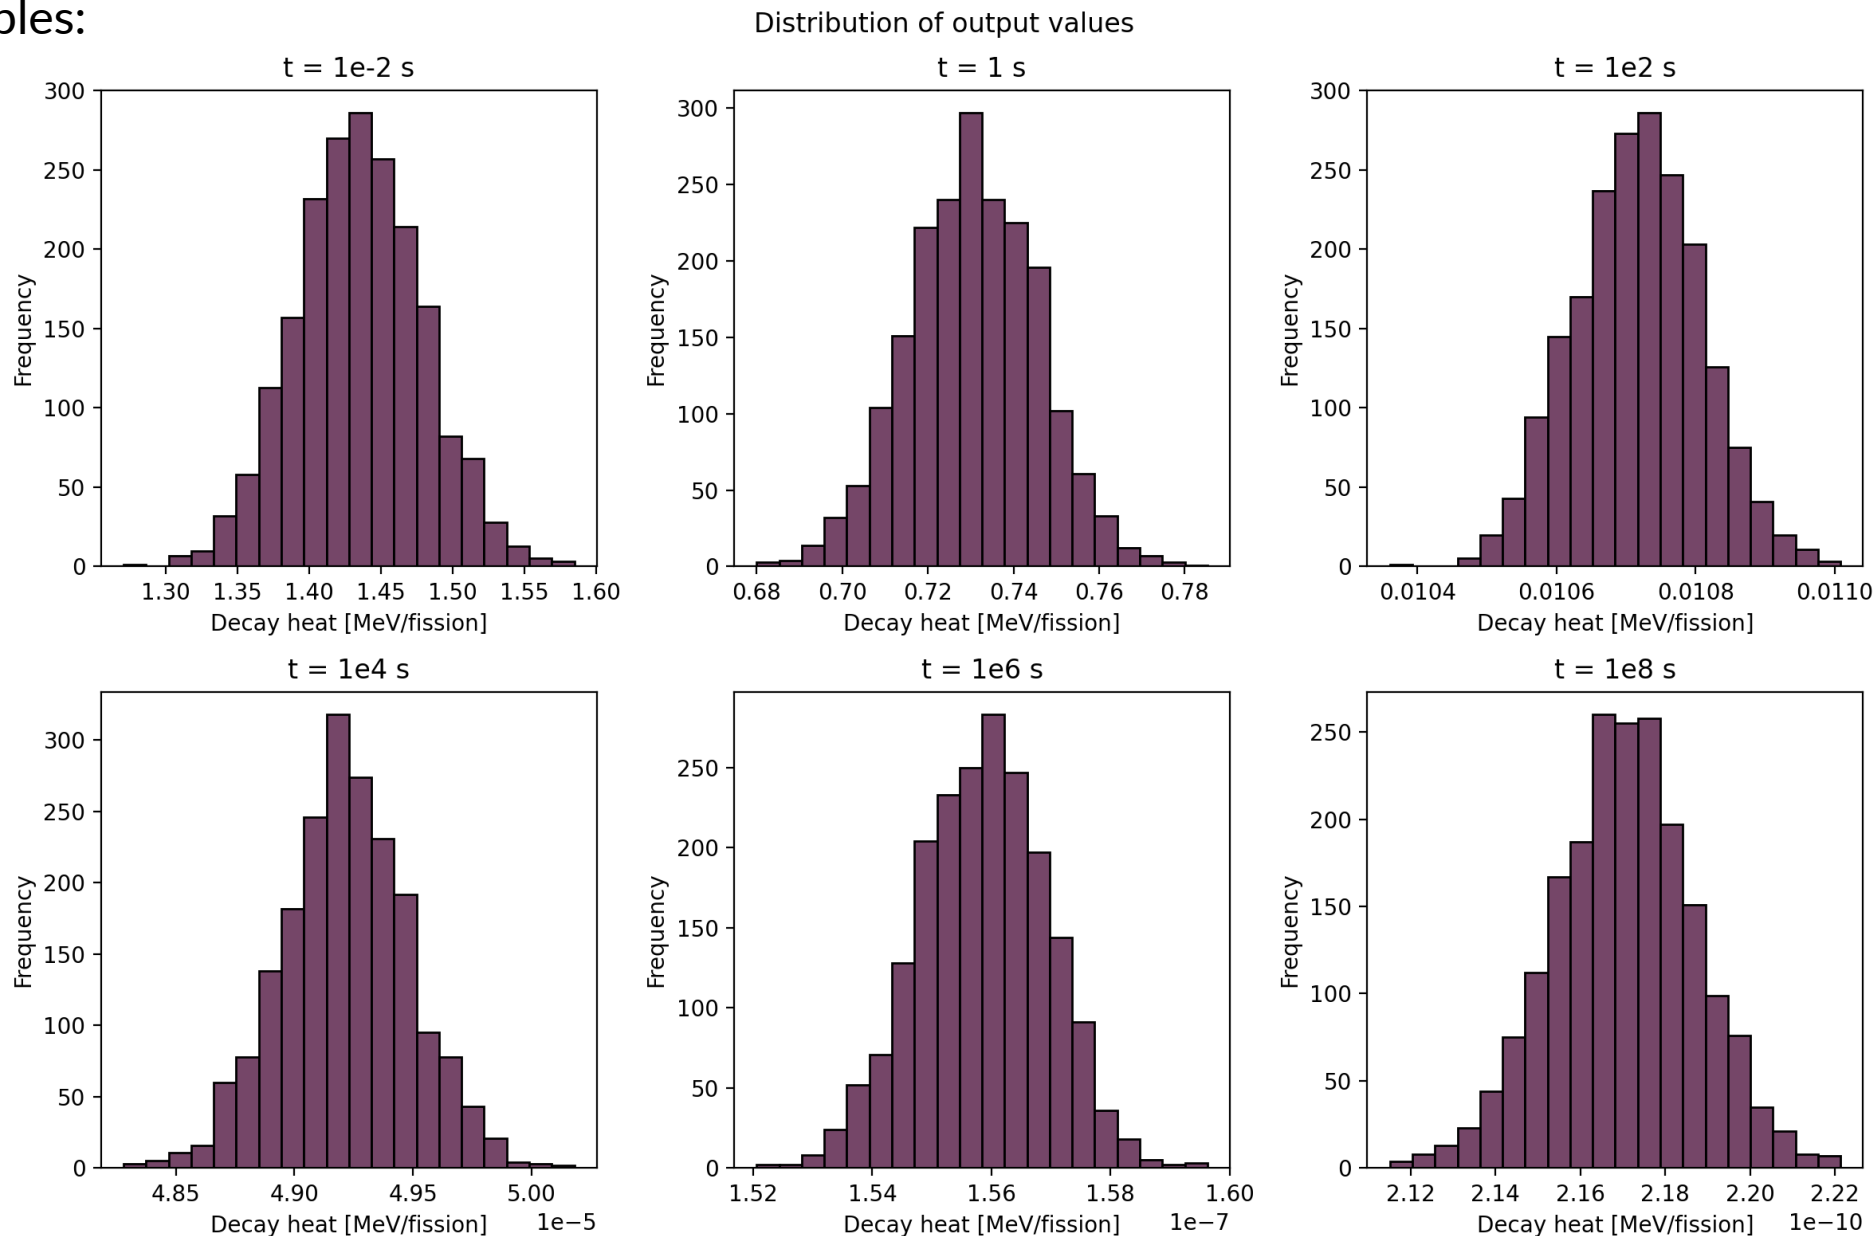 ples:
Distribution of output values
t = 1e-2 s
300
250
200
150
100
50
0
Frequency
1.30 1.35 1.40 1.45 1.50 1.55 1.60
Decay heat [MeV/fission]
t = 1 s
300
250
200
150
100
50
0
Frequency
0.68 0.70 0.72 0.74 0.76 0.78
Decay heat [MeV/fission]
t = 1e2 s
300
250
200
150
100
50
0
Frequency
0.0104 0.0106 0.0108 0.0110
Decay heat [MeV/fission]
t = 1e4 s
300
250
200
150
100
50
0
Frequency
4.85 4.90 4.95 5.00
Decay heat [MeV/fission] 1e−5
t = 1e6 s
250
200
150
100
50
0
Frequency
1.52 1.54 1.56 1.58 1.60
Decay heat [MeV/fission] 1e−7
t = 1e8 s
250
200
150
100
50
0
Frequency
2.12 2.14 2.16 2.18 2.20 2.22
Decay heat [MeV/fission] 1e−10